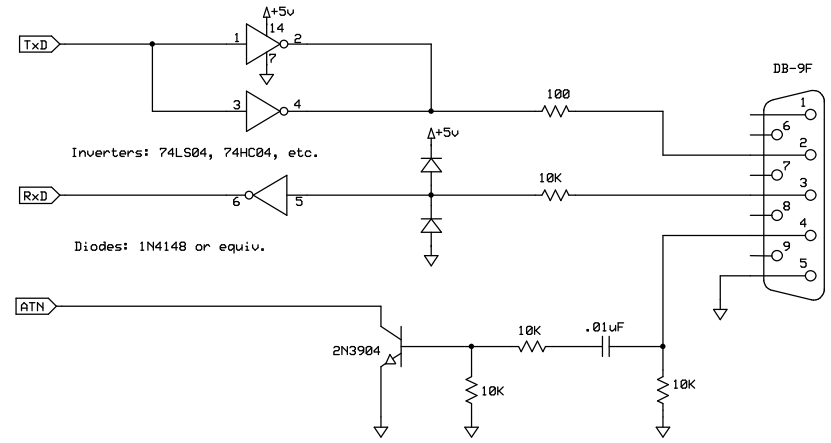 +5v
14
TxD
1
2
7
DB-9F
3
4
100
1
6
+5v
2
Inverters: 74LS04, 74HC04, etc.
7
10K
3
RxD
6
5
8
4
Diodes: 1N4148 or equiv.
9
5
ATN
10K
.01uF
2N3904
10K
10K